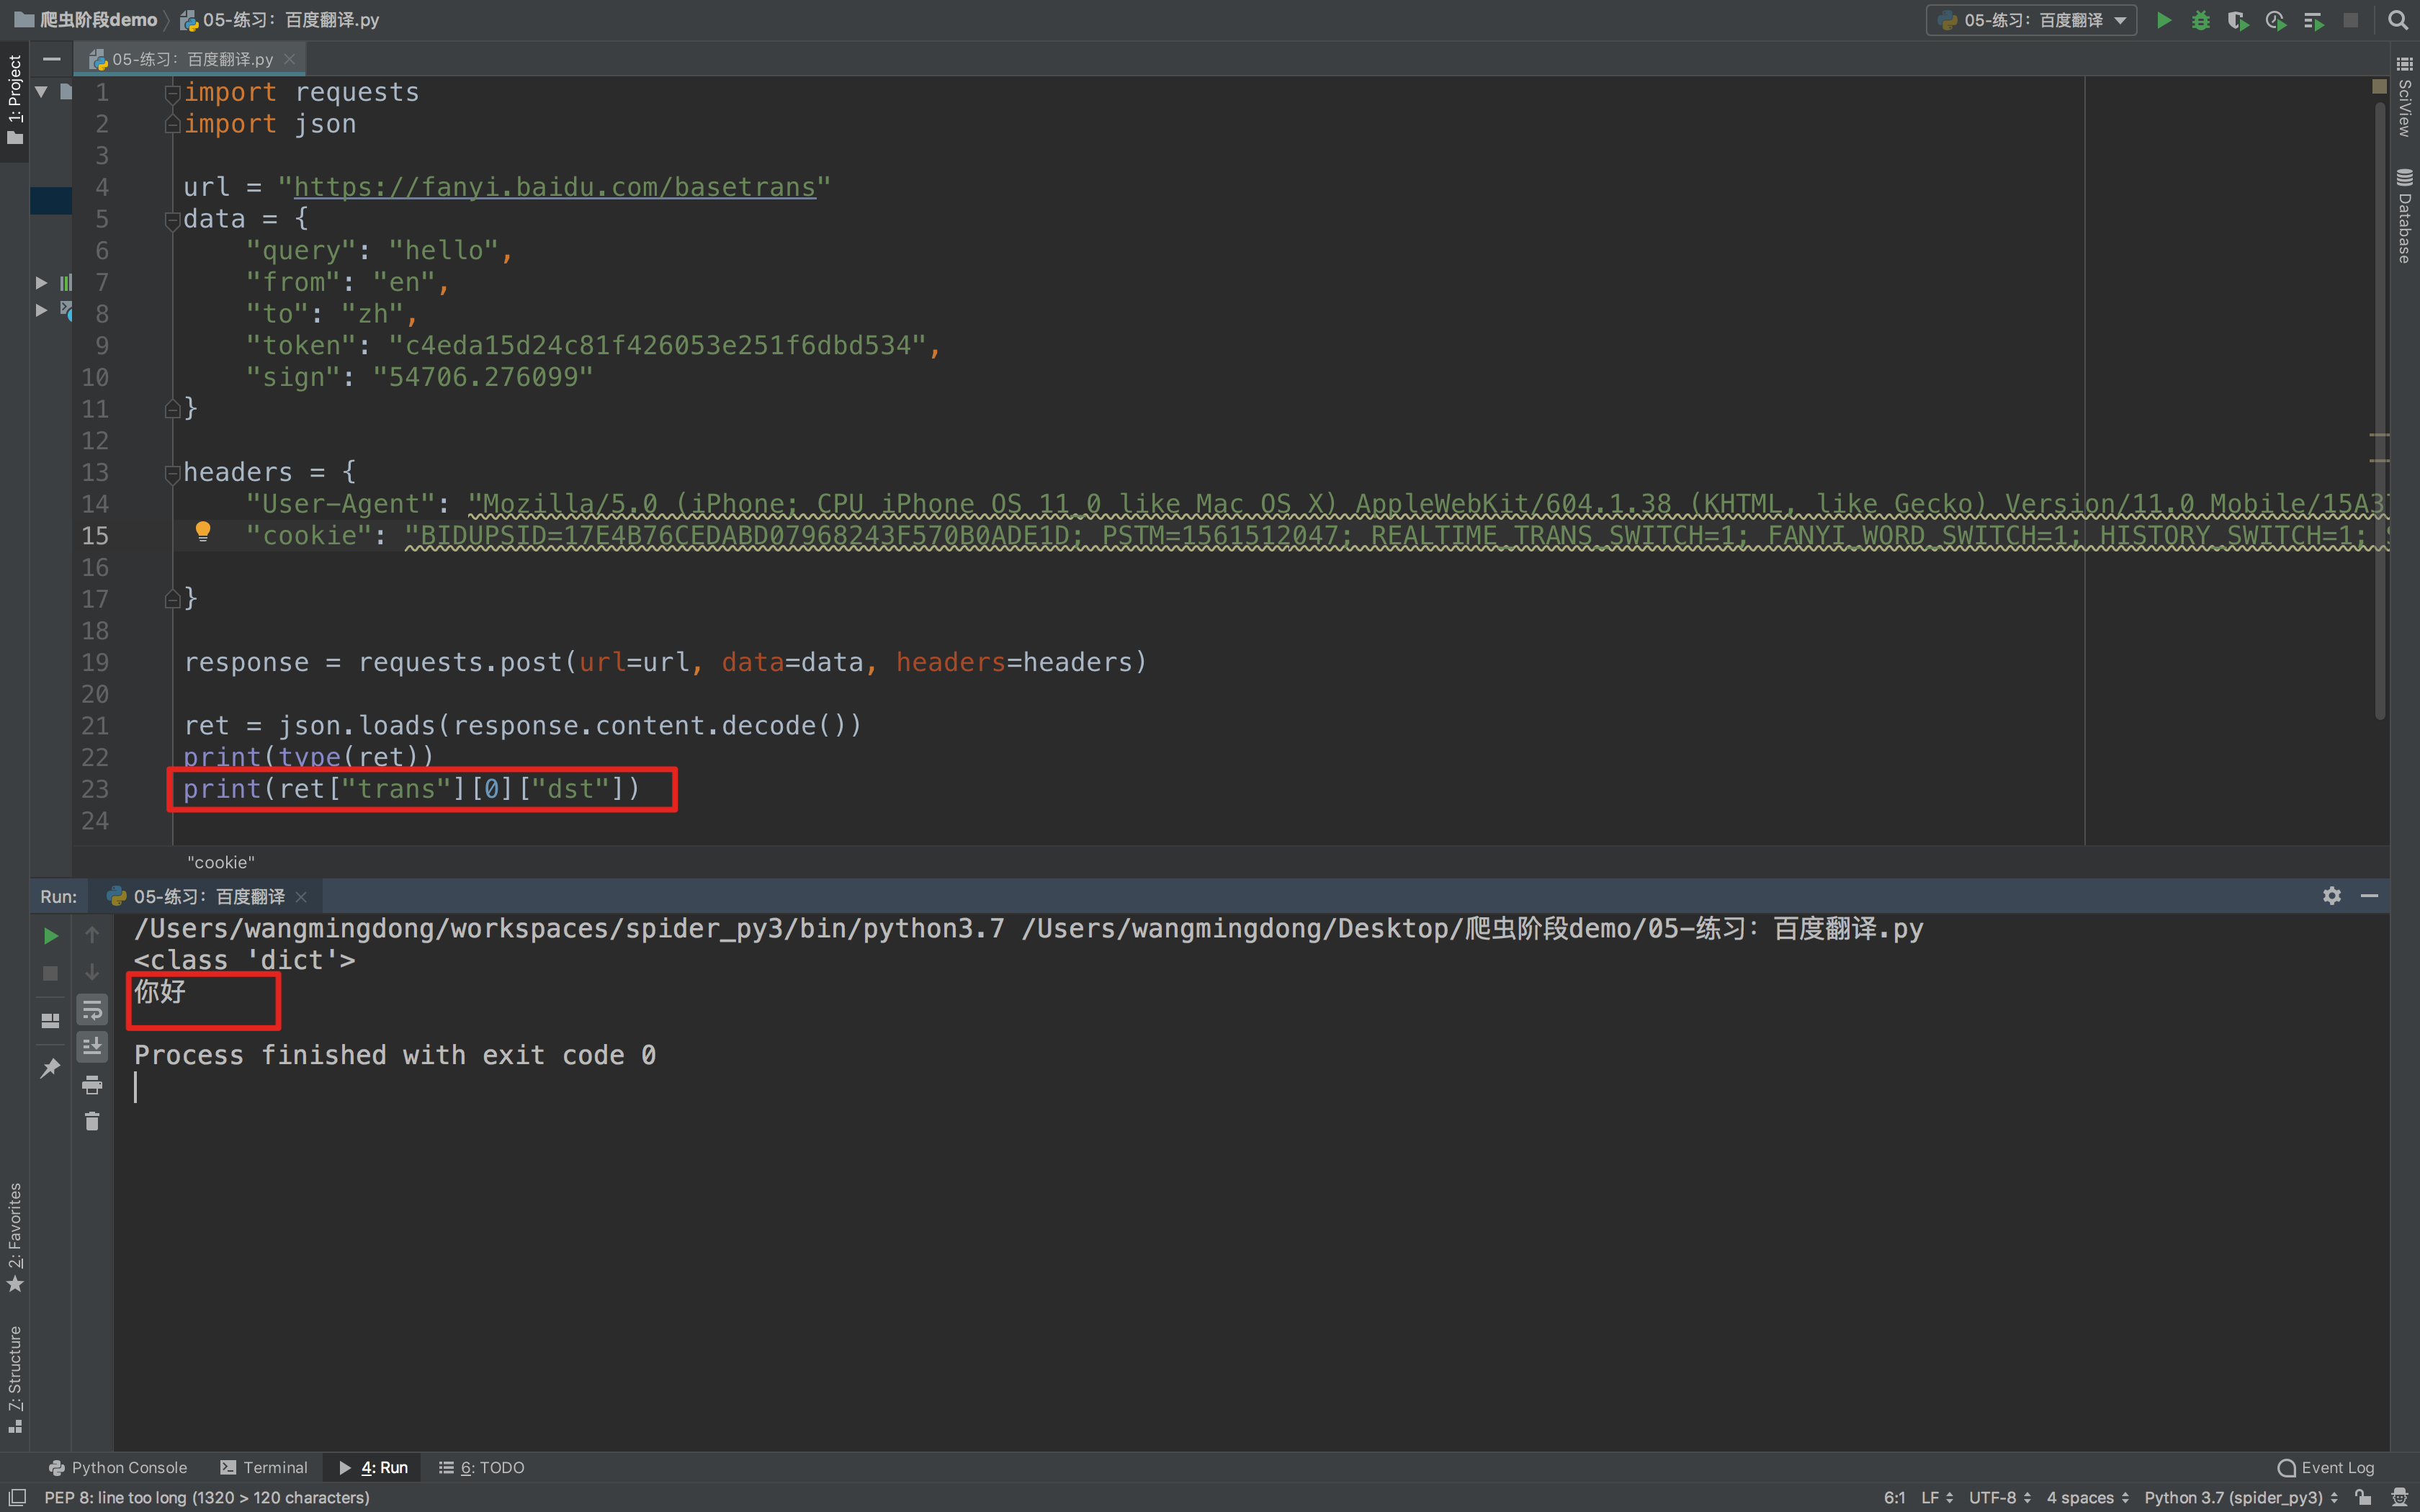 爬虫阶段demo 05-练习：百度翻译.py
05-练习：百度翻译
1: Project
05-练习：百度翻译.py
SciView
Database
1 import requests
2 import json
3
4 url = "https://fanyi.baidu.com/basetrans"
5 data = {
6 "query": "hello",
7 "from": "en",
8 "to": "zh",
9 "token": "c4eda15d24c81f426053e251f6dbd534",
10 "sign": "54706.276099"
11 }
12
13 headers = {
14 "User-Agent": "Mozilla/5.0 (iPhone; CPU iPhone OS 11_0 like Mac OS X) AppleWebKit/604.1.38 (KHTML, like Gecko) Version/11.0 Mobile/15A37
15 "cookie": "BIDUPSID=17E4B76CEDABD07968243F570B0ADE1D; PSTM=1561512047; REALTIME_TRANS_SWITCH=1; FANYI_WORD_SWITCH=1; HISTORY_SWITCH=1; S
16
17 }
18
19 response = requests.post(url=url, data=data, headers=headers)
20
21 ret = json.loads(response.content.decode())
22 print(type(ret))
23 print(ret["trans"][0]["dst"])
24
"cookie"
Run: 05-练习：百度翻译
/Users/wangmingdong/workspaces/spider_py3/bin/python3.7 /Users/wangmingdong/Desktop/爬虫阶段demo/05-练习：百度翻译.py
<class 'dict'>
你好
Process finished with exit code 0
2: Favorites
7: Structure
Python Console Terminal 4: Run 6: TODO Event Log
PEP 8: line too long (1320 > 120 characters) 6:1 LF UTF-8 4 spaces Python 3.7 (spider_py3)